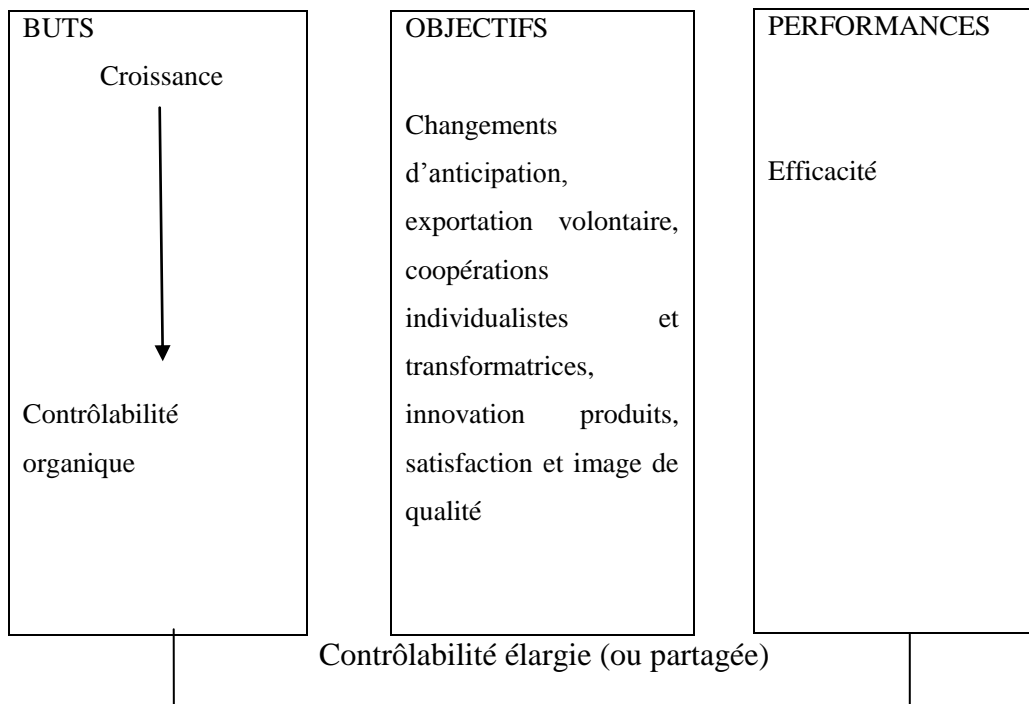 BUTS
Croissance
Contrôlabilité
organique
OBJECTIFS
Changements
d’anticipation,
exportation volontaire,
coopérations
individualistes et
transformatrices,
innovation produits,
satisfaction et image de
qualité
PERFORMANCES
Efficacité
Contrôlabilité élargie (ou partagée)